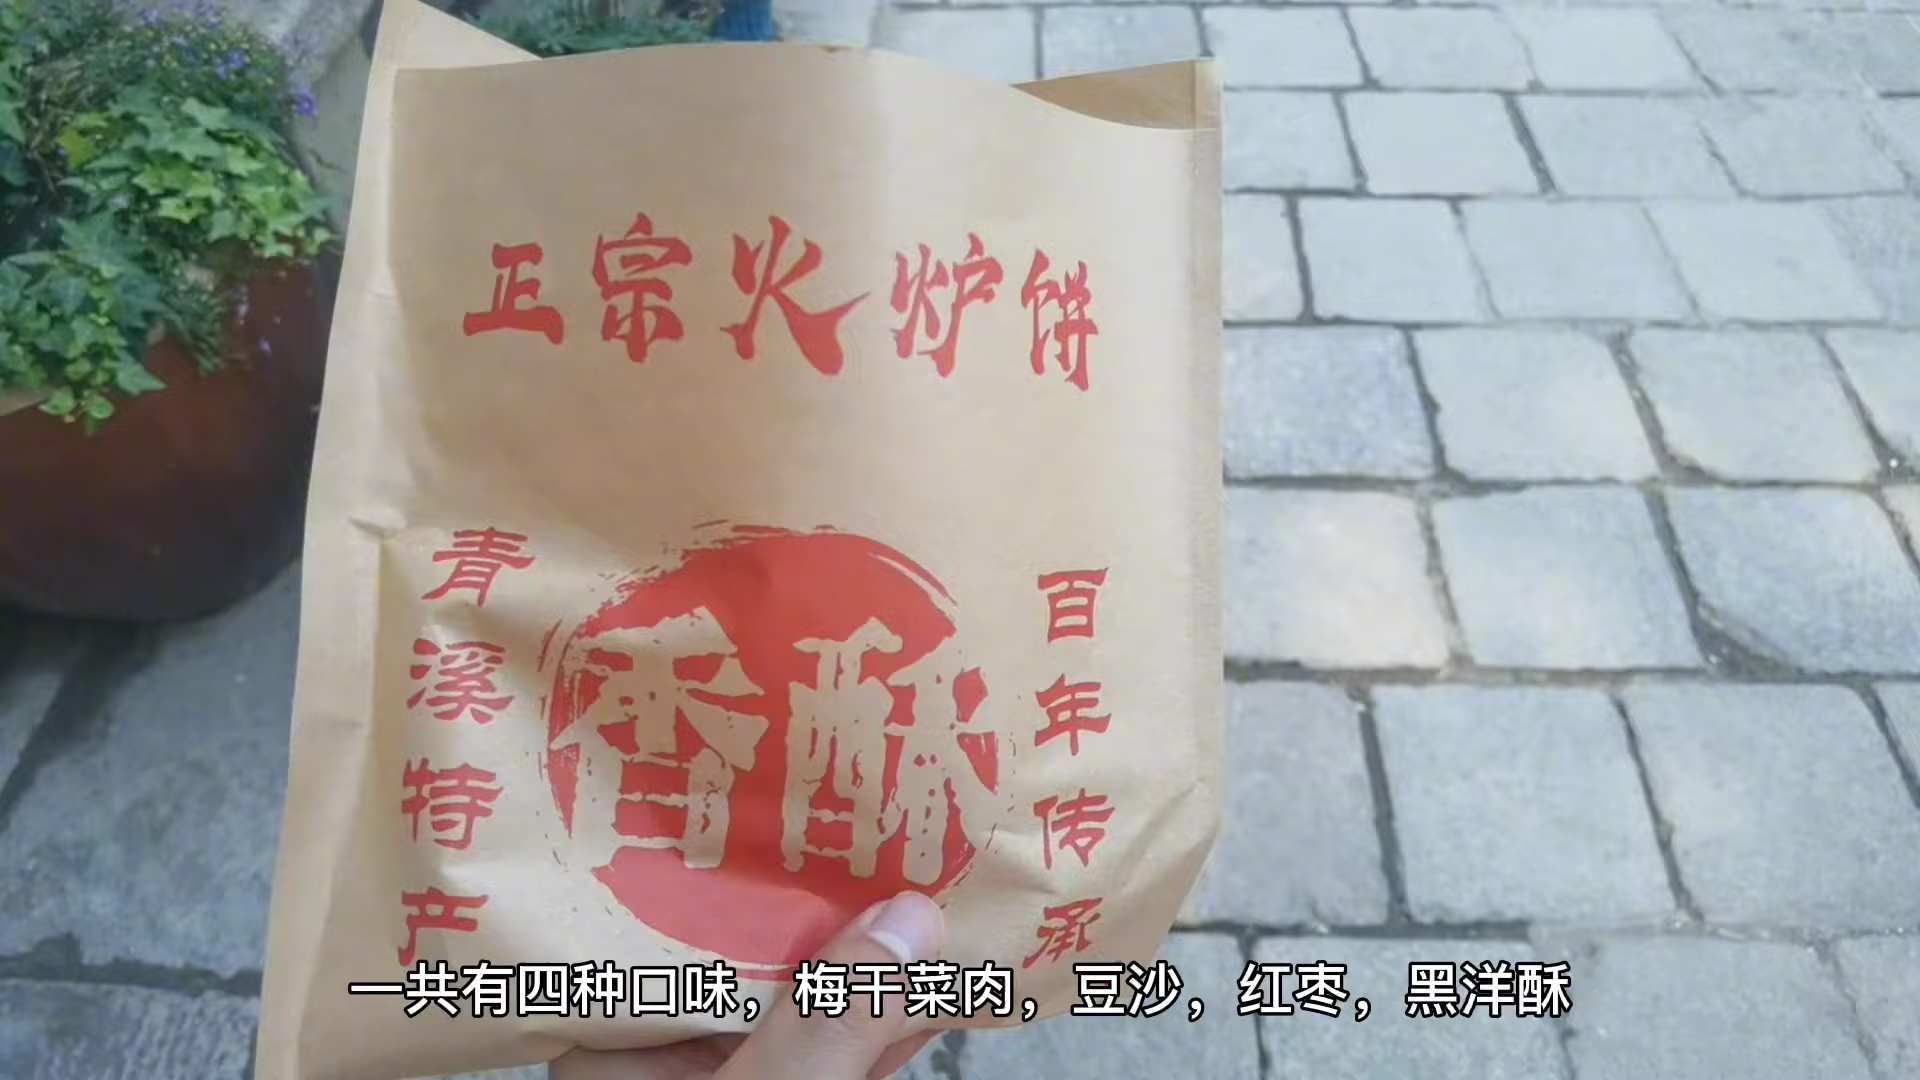 正宗火炉饼
青溪特产
香酥
百年传承
一共有四种口味，梅干菜肉，豆沙，红枣，黑洋酥